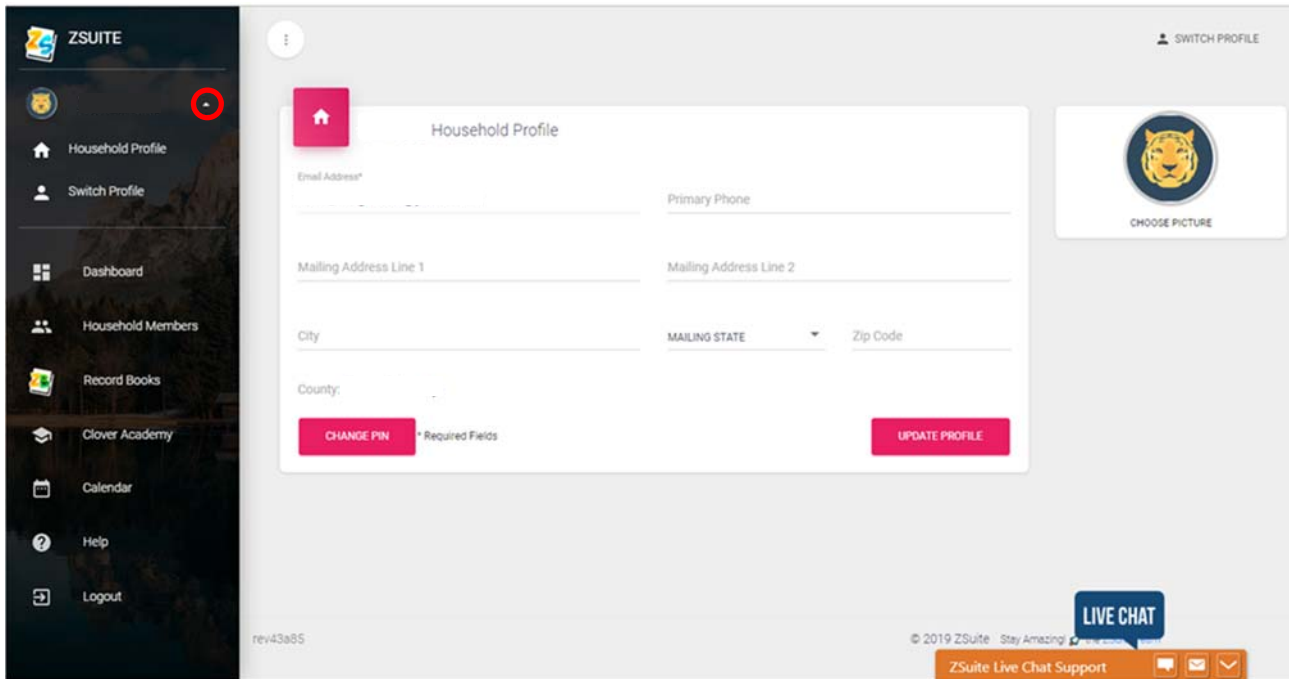 ZSUITE
Household Profile
Switch Profile
Dashboard
Household Members
Record Books
Clover Academy
Calendar
Help
Logout
SWITCH PROFILE
Household Profile
Email Address*
Primary Phone
Mailing Address Line 1
Mailing Address Line 2
City
MAILING STATE
Zip Code
County:
CHANGE PIN
* Required Fields
UPDATE PROFILE
CHOOSE PICTURE
rev43a85
© 2019 ZSuite Stay Amazing!
LIVE CHAT
ZSuite Live Chat Support